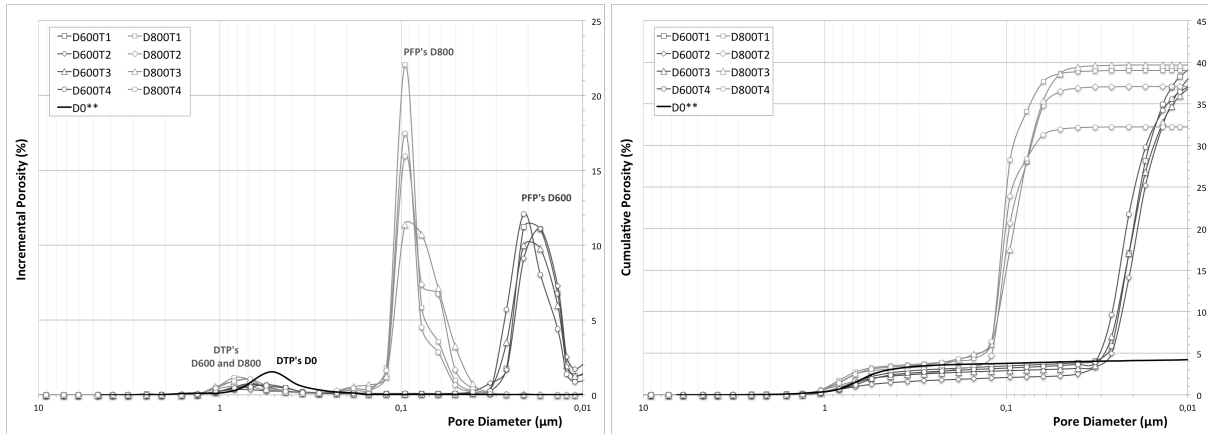 D600T1 D800T1
D600T2 D800T2
D600T3 D800T3
D600T4 D800T4
D0**
PFP's D800
PFP's D600
DTP's
D600 and D800
DTP's D0
Incremental Porosity (%)
25
20
15
10
5
0
10 1 0,1 0,01
Pore Diameter (μm)
D600T1 D800T1
D600T2 D800T2
D600T3 D800T3
D600T4 D800T4
D0**
Cumulative Porosity (%)
45
40
35
30
25
20
15
10
5
0
10 1 0,1 0,01
Pore Diameter (μm)